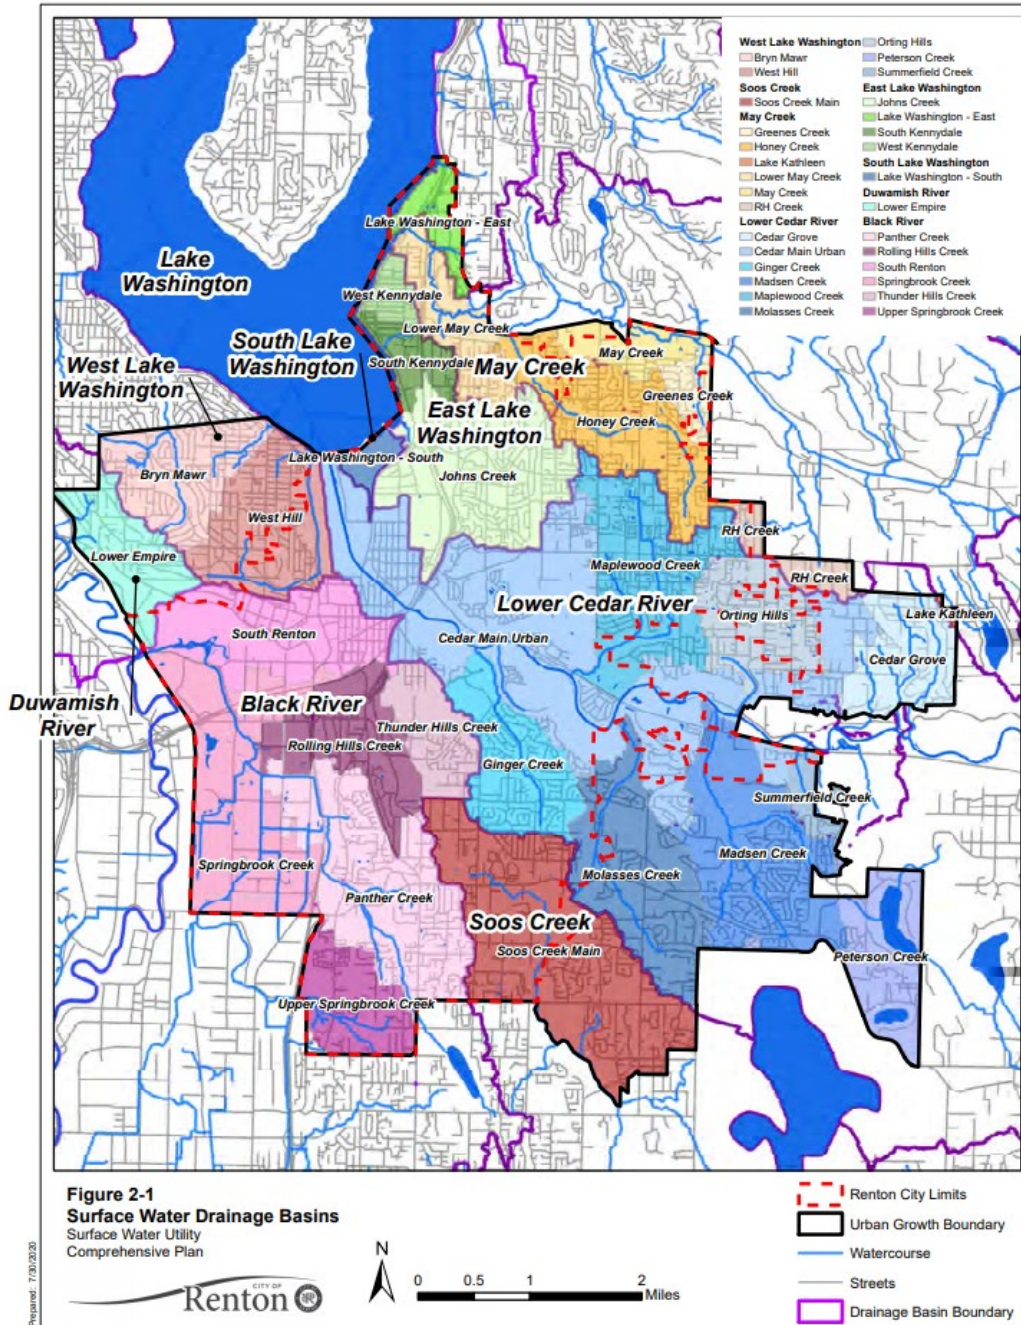 West Lake Washington
Bryn Mawr
West Hill
Soos Creek
Soos Creek Main
May Creek
Greenes Creek
Honey Creek
Lake Kathleen
Lower May Creek
May Creek
RH Creek
Lower Cedar River
Cedar Grove
Cedar Main Urban
Ginger Creek
Madsen Creek
Maplewood Creek
Molasses Creek
Orting Hills
Peterson Creek
Summerfield Creek
East Lake Washington
Johns Creek
Lake Washington - East
South Kennydale
West Kennydale
South Lake Washington
Lake Washington - South
Duwamish River
Lower Empire
Black River
Panther Creek
Rolling Hills Creek
South Renton
Springbrook Creek
Thunder Hills Creek
Upper Springbrook Creek
Lake Washington - East
Lake
Washington
West Kennydale
Lower May Creek
South Lake
Washington
West Lake
Washington
South Kennydale
May Creek
May Creek
Greenes Creek
East Lake
Washington
Honey Creek
Lake Washington - South
Bryn Mawr
Johns Creek
West Hill
RH Creek
Lower Empire
Maplewood Creek
RH Creek
Lower Cedar River
Orting Hills
Lake Kathleen
South Renton
Cedar Main Urban
Cedar Grove
Duwamish
River
Black River
Thunder Hills Creek
Rolling Hills Creek
Ginger Creek
Summerfield Creek
Springbrook Creek
Madsen Creek
Molasses Creek
Panther Creek
Soos Creek
Soos Creek Main
Peterson Creek
Upper Springbrook Creek
Figure 2-1
Surface Water Drainage Basins
Surface Water Utility
Comprehensive Plan
CITY OF
Renton
N
0 0.5 1 2
Miles
Renton City Limits
Urban Growth Boundary
Watercourse
Streets
Drainage Basin Boundary
Prepared: 7/30/2020